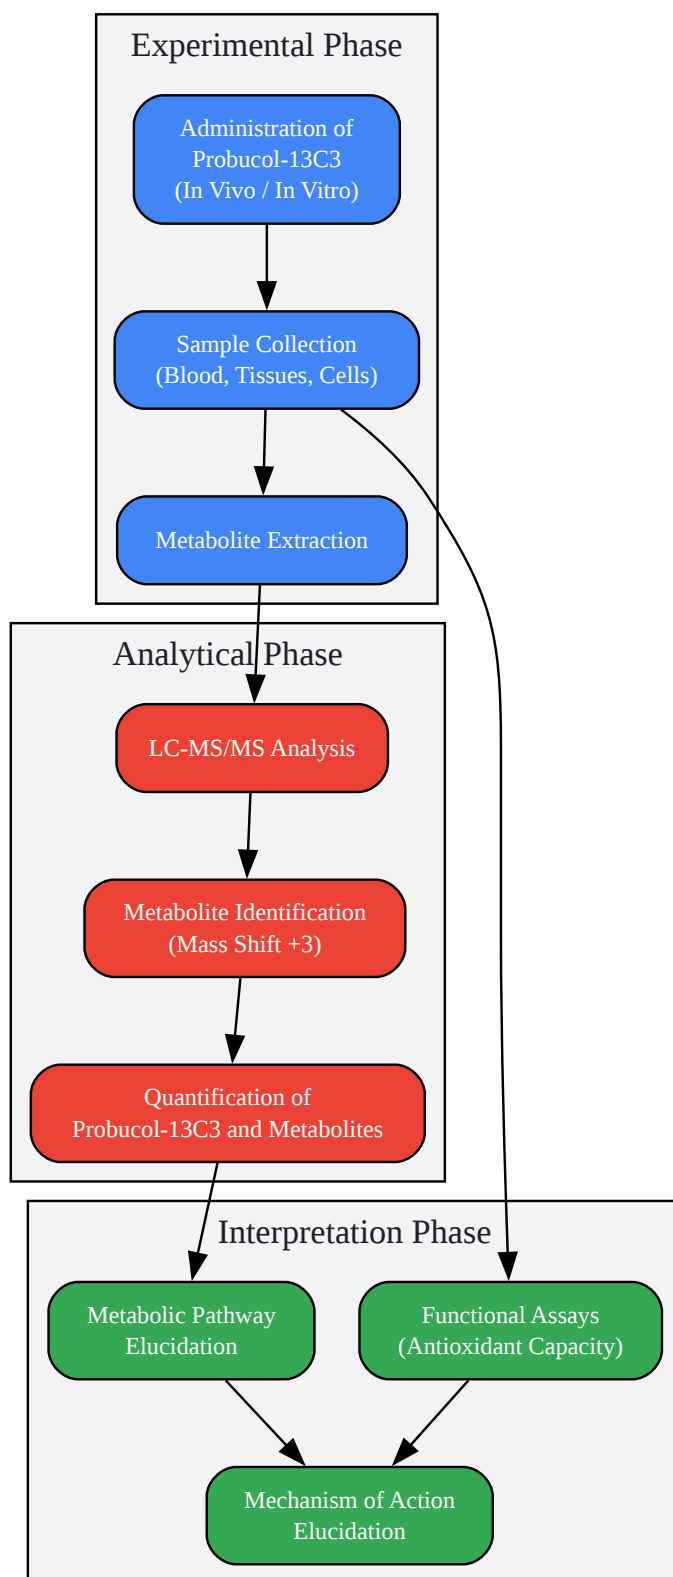 Experimental Phase
Administration of
Probucol-13C3
(In Vivo / In Vitro)
Sample Collection
(Blood, Tissues, Cells)
Metabolite Extraction
Analytical Phase
LC-MS/MS Analysis
Metabolite Identification
(Mass Shift +3)
Quantification of
Probucol-13C3 and Metabolites
Interpretation Phase
Metabolic Pathway
Elucidation
Functional Assays
(Antioxidant Capacity)
Mechanism of Action
Elucidation